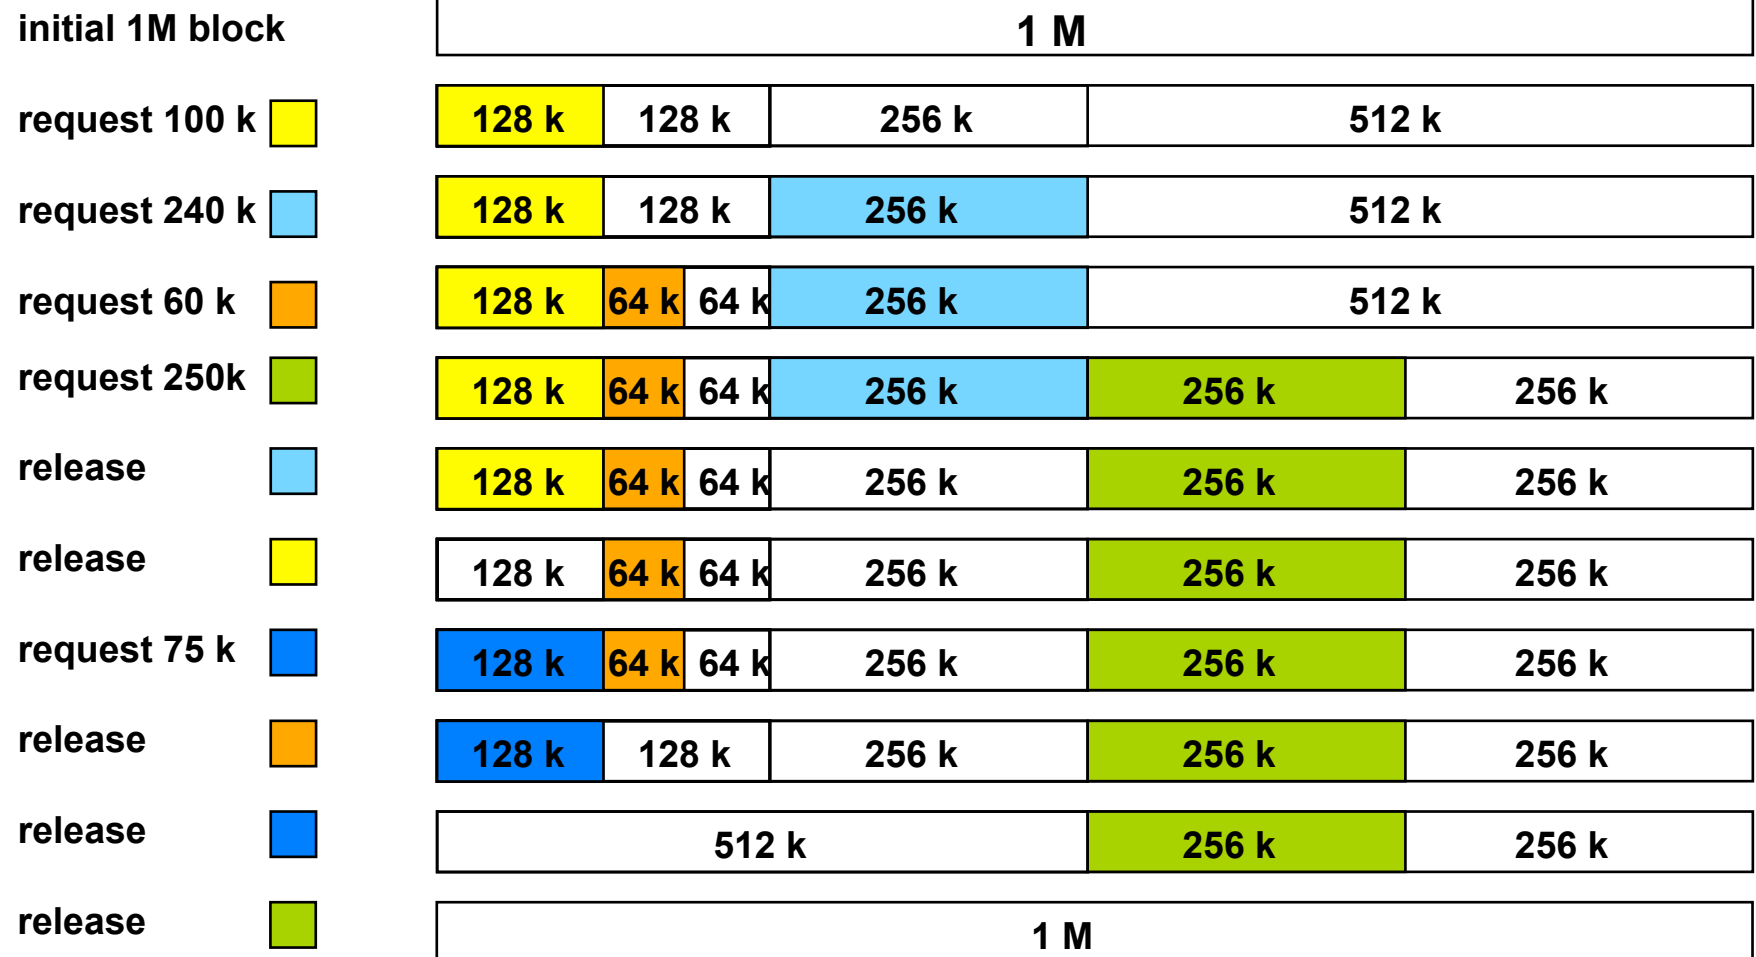 initial 1M block 1 M
request 100 k 128 k 128 k 256 k 512 k
request 240 k 128 k 128 k 256 k 512 k
request 60 k 128 k 64 k 64 k 256 k 512 k
request 250k 128 k 64 k 64 k 256 k 256 k 256 k
release 128 k 64 k 64 k 256 k 256 k 256 k
release 128 k 64 k 64 k 256 k 256 k 256 k
request 75 k 128 k 64 k 64 k 256 k 256 k 256 k
release 128 k 128 k 256 k 256 k 256 k
release 512 k 256 k 256 k
release 1 M